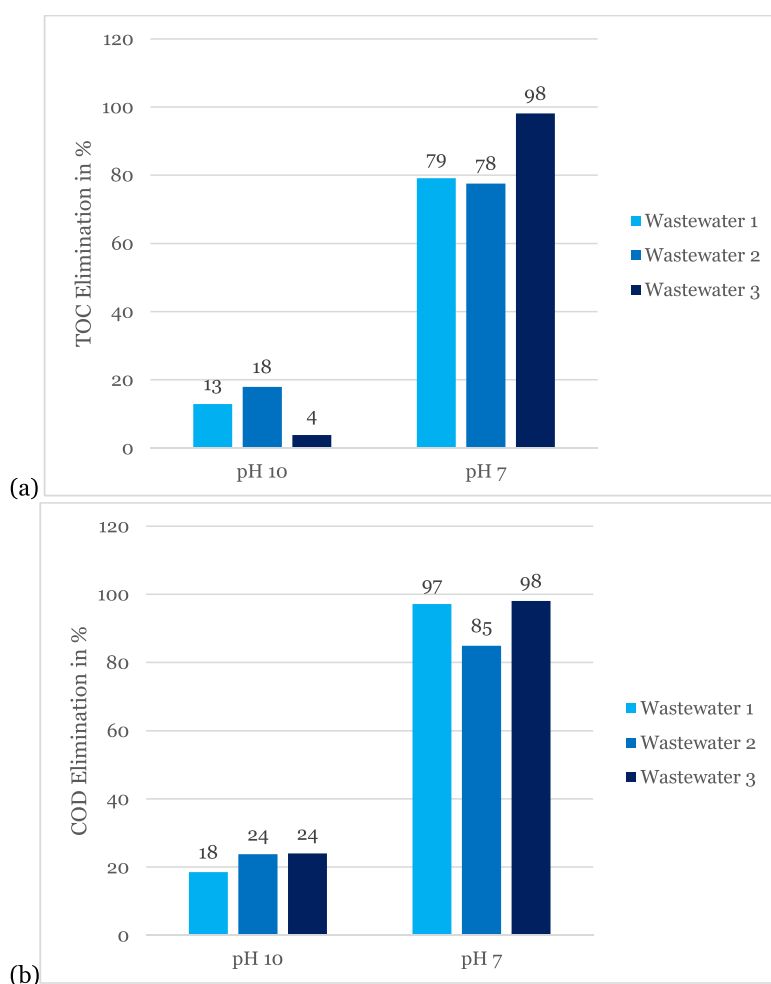 120
100
80
60
40
20
0
TOC Elimination in %
13
18
4
79
78
98
pH 10
pH 7
Wastewater 1
Wastewater 2
Wastewater 3
(a)
120
100
80
60
40
20
0
COD Elimination in %
18
24
24
97
85
98
pH 10
pH 7
Wastewater 1
Wastewater 2
Wastewater 3
(b)